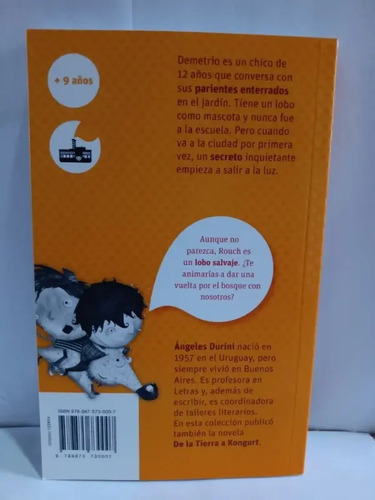 Demetrio es un chico de
12 años que conversa con
sus parientes enterrados
en el jardín. Tiene un lobo
como mascota y nunca fue
a la escuela. Pero cuando
va a la ciudad por primera
vez, un secreto inquietante
empieza a salir a la luz.
+ 9 años
Aunque no
parezca, Rouch es
un lobo salvaje. ¿Te
animarías a dar una
vuelta por el bosque con
nosotros?
Ángeles Durini nació en
1957 en el Uruguay, pero
siempre vivió en Buenos
Aires. Es profesora en
Letras y, además de
escribir, es coordinadora
de talleres literarios.
En esta colección publicó
también la novela
De la Tierra a Kongurt.